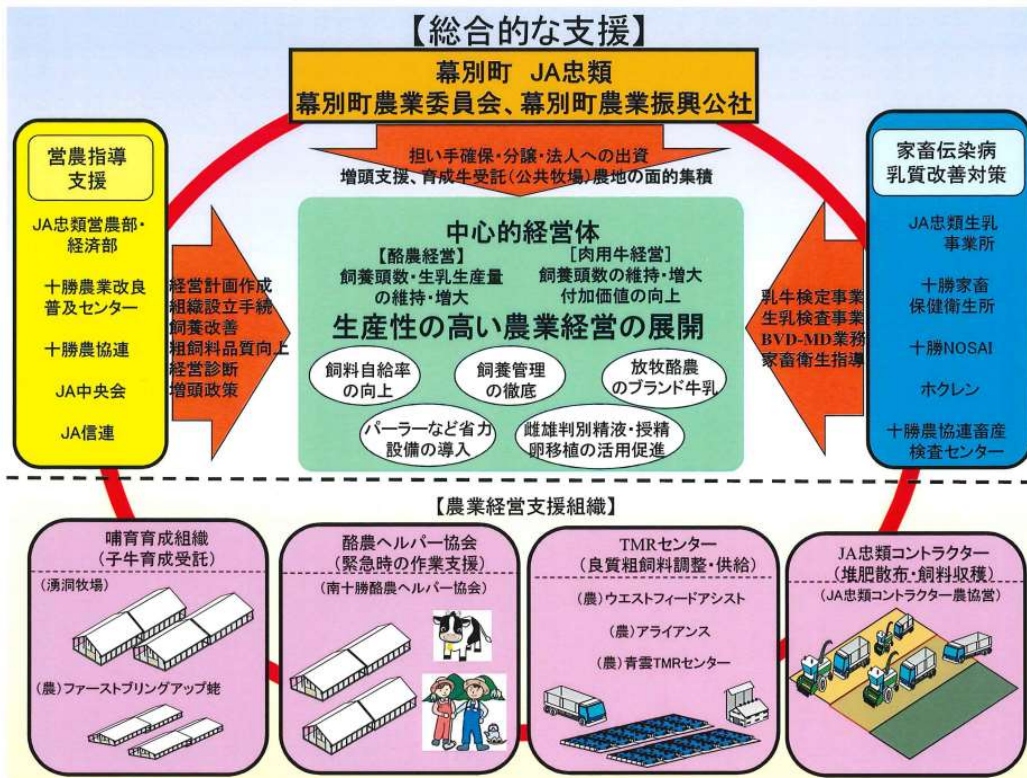 【総合的な支援】
幕別町 JA忠類
幕別町農業委員会、幕別町農業振興公社
担い手確保・分譲・法人への出資
増頭支援、育成牛受託(公共牧場)農地の面的集積
営農指導
支援
JA忠類営農部・
経済部
十勝農業改良
普及センター
十勝農協連
JA中央会
JA信連
経営計画作成
組織設立手続
飼養改善
粗飼料品質向上
経営診断
増頭政策
中心的経営体
【酪農経営】
飼養頭数・生乳生産量
の維持・増大
[肉用牛経営]
飼養頭数の維持・増大
付加価値の向上
生産性の高い農業経営の展開
飼料自給率
の向上
飼養管理
の徹底
放牧酪農
のブランド牛乳
パーラーなど省力
設備の導入
雌雄判別精液・授精
卵移植の活用促進
乳牛検定事業
生乳検査事業
BVD-MD業務
家畜衛生指導
家畜伝染病
乳質改善対策
JA忠類生乳
事業所
十勝家畜
保健衛生所
十勝NOSAI
ホクレン
十勝農協連畜産
検査センター
【農業経営支援組織】
哺育育成組織
(子牛育成受託)
(湧洞牧場)
(農)ファーストブリングアップ蛯
酪農ヘルパー協会
(緊急時の作業支援)
(南十勝酪農ヘルパー協会)
TMRセンター
(良質粗飼料調整・供給)
(農)ウエストフィードアシスト
(農)アライアンス
(農)青雲TMRセンター
JA忠類コントラクター
(堆肥散布・飼料収穫)
(JA忠類コントラクター農協営)